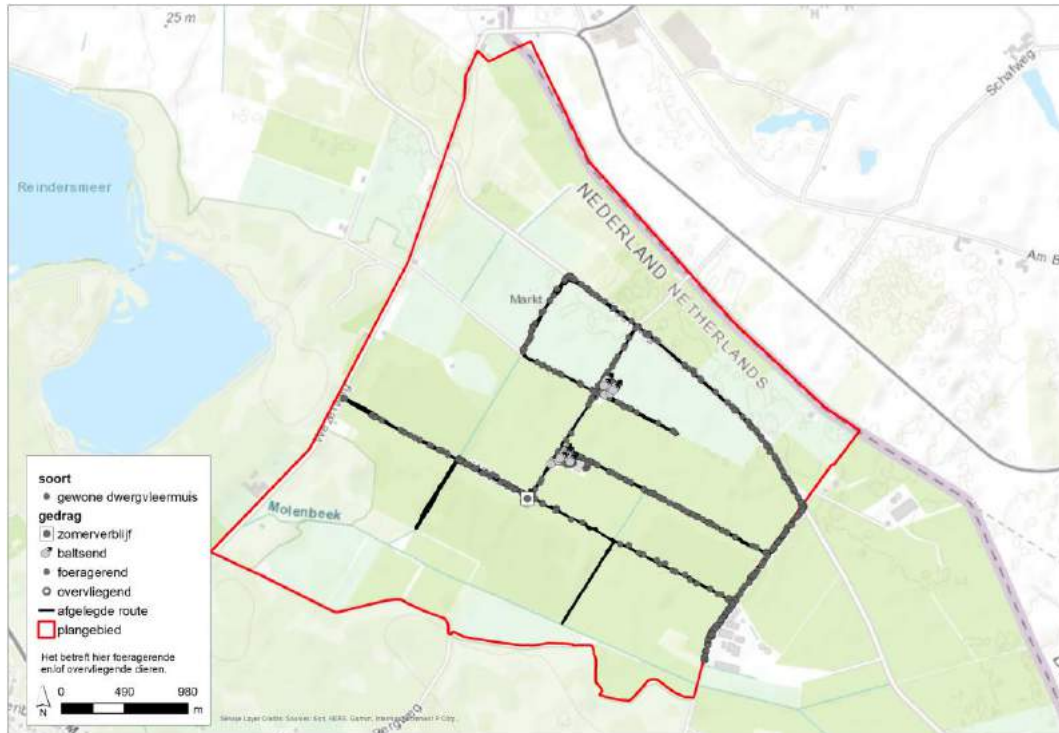 25 m
Schafweg
Reindersmeer
NEDERLAND
NETHERLANDS
Am B
Markt
Molenbeek
soort
gewone dwergvleermuis
gedrag
zomerverblijf
baltsend
foeragerend
overvliegend
afgelegde route
plangebied
Het betreft hier foeragerende
en/of overvliegende dieren.
0 490 980
m
N